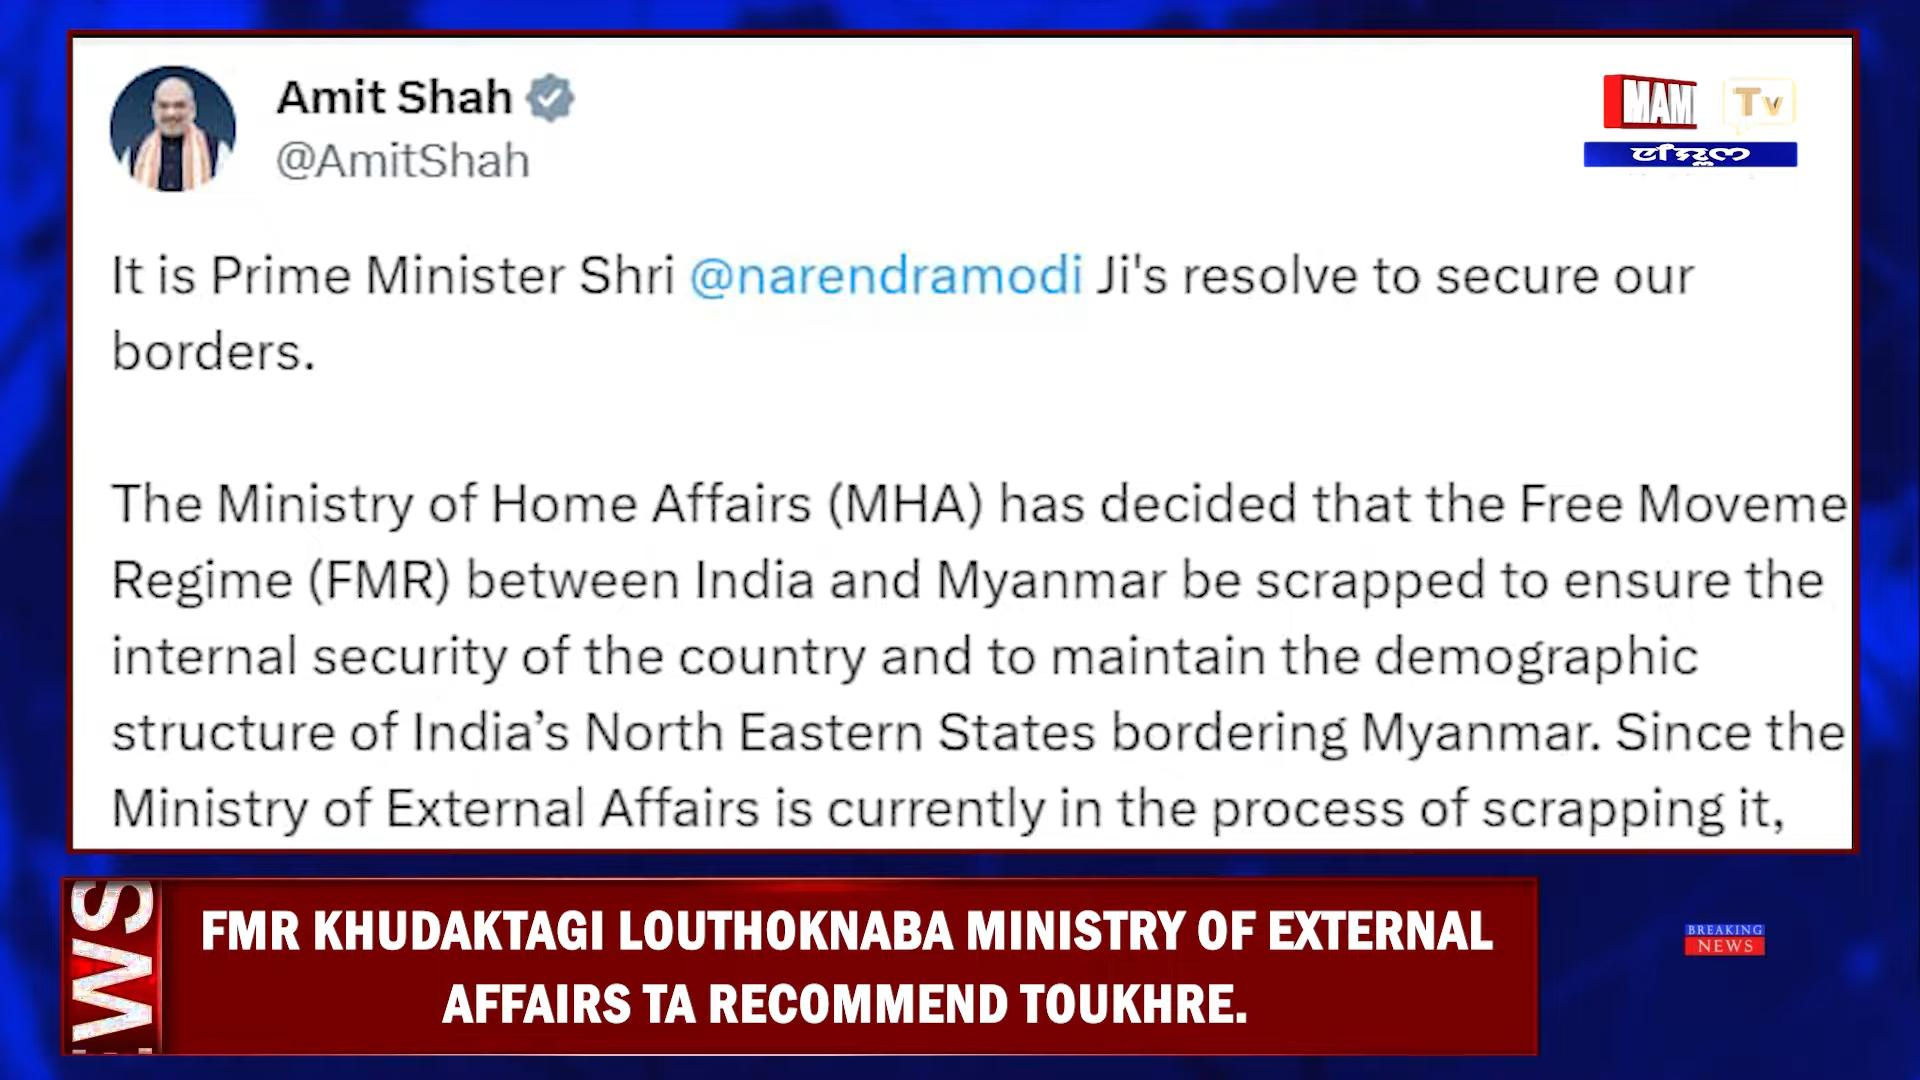 Amit Shah
@AmitShah
MAMI
Tv
It is Prime Minister Shri @narendramodi Ji's resolve to secure our
borders.
The Ministry of Home Affairs (MHA) has decided that the Free Moveme
Regime (FMR) between India and Myanmar be scrapped to ensure the
internal security of the country and to maintain the demographic
structure of India’s North Eastern States bordering Myanmar. Since the
Ministry of External Affairs is currently in the process of scrapping it,
EWS
FMR KHUDAKTAGI LOUTHOKNABA MINISTRY OF EXTERNAL
AFFAIRS TA RECOMMEND TOUKHRE.
BREAKING
NEWS